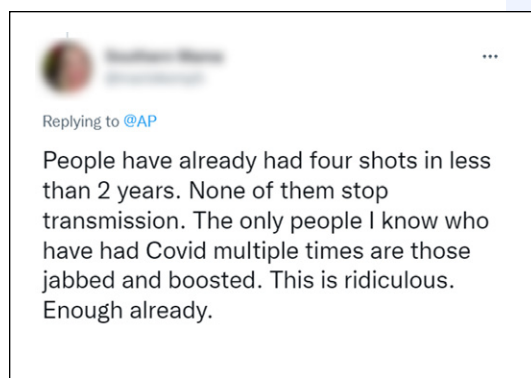 Replying to @AP
People have already had four shots in less
than 2 years. None of them stop
transmission. The only people I know who
have had Covid multiple times are those
jabbed and boosted. This is ridiculous.
Enough already.